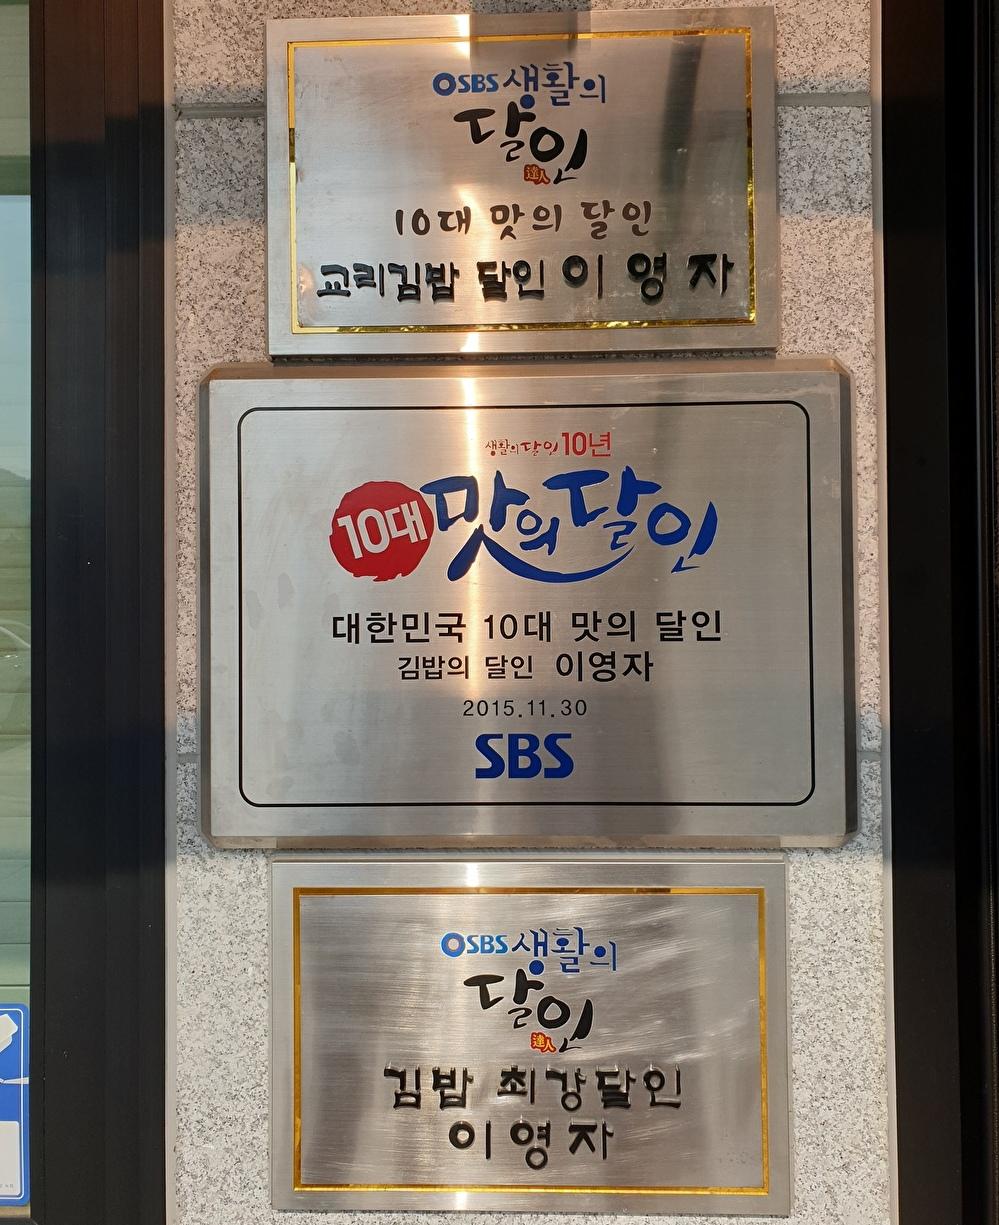 SBS 생활의
달인
達人
10대 맛의 달인
교리김밥 달인 이영자
생활의 달인 10년
10대 맛의 달인
대한민국 10대 맛의 달인
김밥의 달인 이영자
2015.11.30
SBS
SBS 생활의
달인
達人
김밥 최강달인
이영자